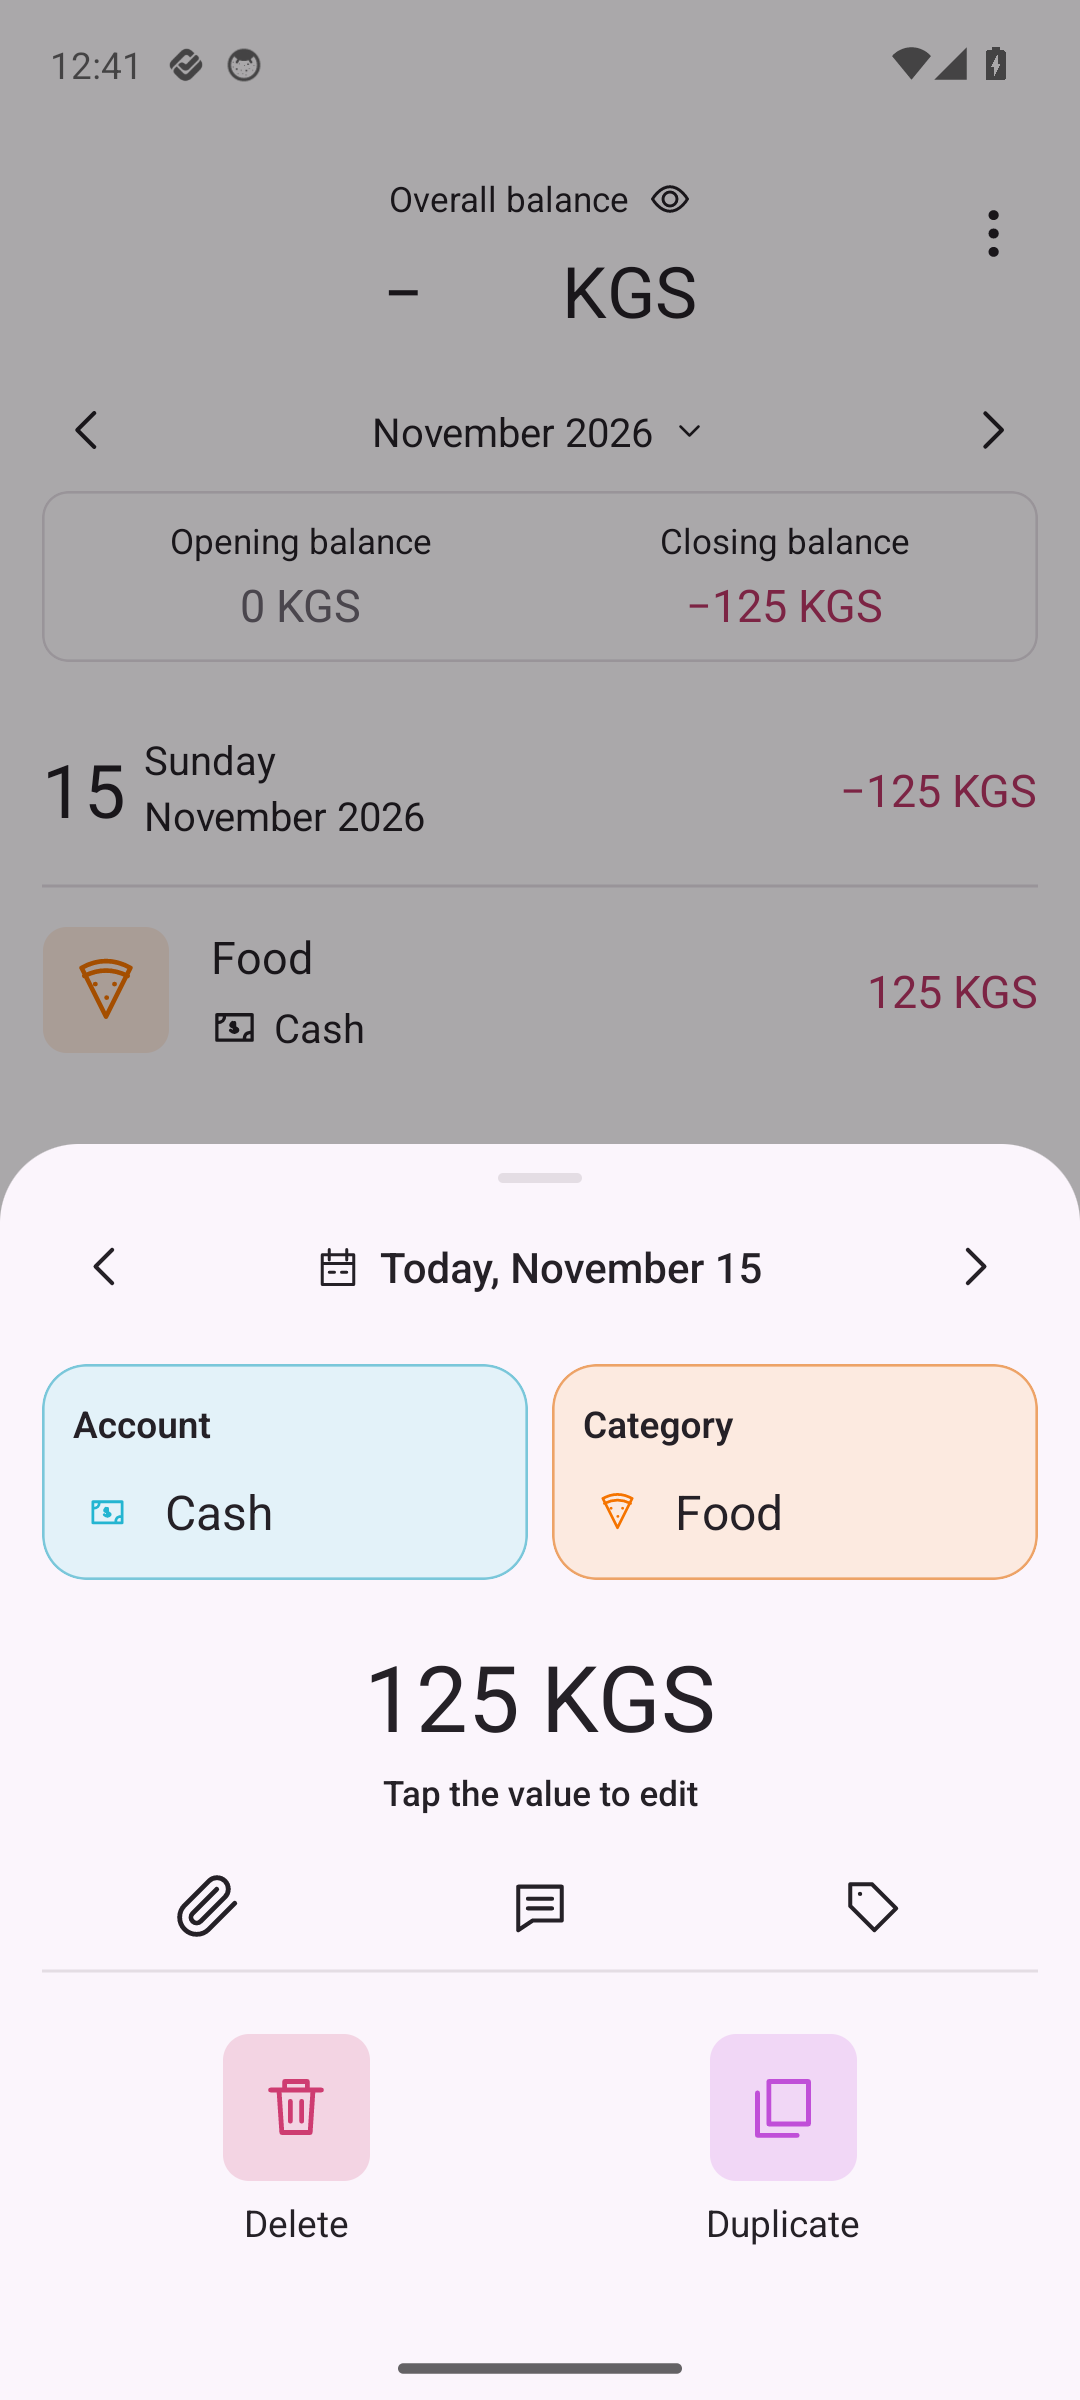 12:41
Overall balance
– KGS
November 2026
Opening balance
0 KGS
Closing balance
–125 KGS
15
Sunday
November 2026
–125 KGS
Food
Cash
125 KGS
Today, November 15
Account
Cash
Category
Food
125 KGS
Tap the value to edit
Delete
Duplicate